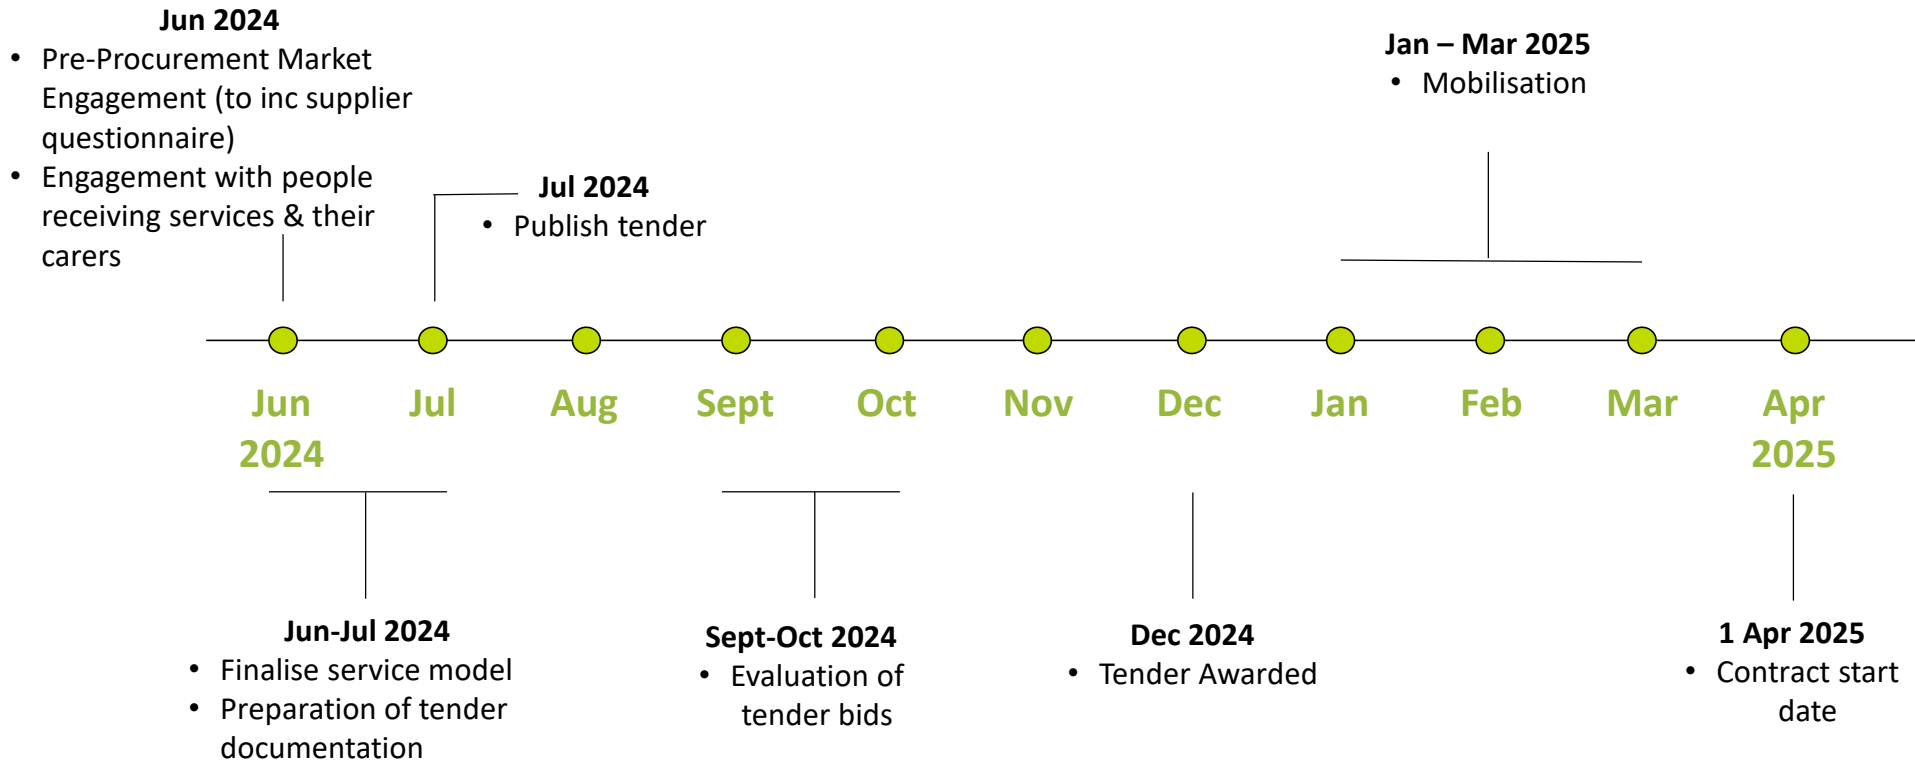 Jun 2024
• Pre-Procurement Market
Engagement (to inc supplier
questionnaire)
• Engagement with people
receiving services & their
carers
Jul 2024
• Publish tender
Jan – Mar 2025
• Mobilisation
Jun
2024
Jul
Aug
Sept
Oct
Nov
Dec
Jan
Feb
Mar
Apr
2025
Jun-Jul 2024
• Finalise service model
• Preparation of tender
documentation
Sept-Oct 2024
• Evaluation of
tender bids
Dec 2024
• Tender Awarded
1 Apr 2025
• Contract start
date